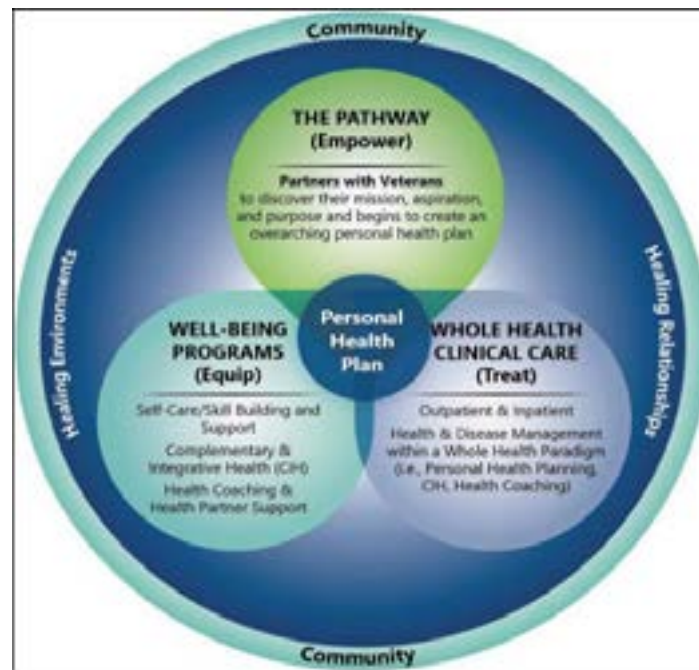 Community
THE PATHWAY
(Empower)
Partners with Veterans
to discover their mission, aspiration,
and purpose and begins to create an
overarching personal health plan
Healing Environments
Healing Relationships
Personal
Health
Plan
WELL-BEING
PROGRAMS
(Equip)
Self-Care/Skill Building and
Support
Complementary &
Integrative Health (CIH)
Health Coaching &
Health Partner Support
WHOLE HEALTH
CLINICAL CARE
(Treat)
Outpatient & Inpatient
Health & Disease Management
within a Whole Health Paradigm
(i.e., Personal Health Planning,
CIH, Health Coaching)
Community